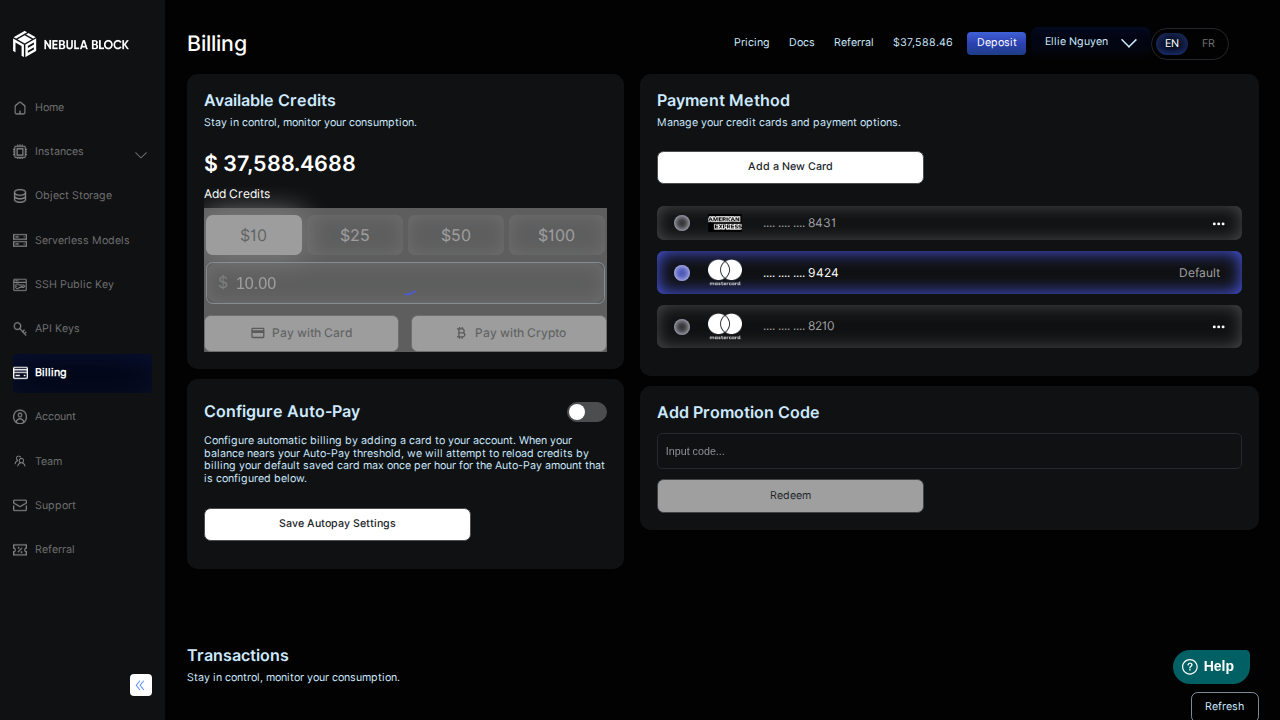 NEBULA BLOCK
Home
Instances
Object Storage
Serverless Models
SSH Public Key
API Keys
Billing
Account
Team
Support
Referral
Billing
Pricing
Docs
Referral
$37,588.46
Deposit
Ellie Nguyen
EN
FR
Available Credits
Stay in control, monitor your consumption.
$ 37,588.4688
Add Credits
$10
$25
$50
$100
$ 10.00
Pay with Card
Pay with Crypto
Configure Auto-Pay
Configure automatic billing by adding a card to your account. When your
balance nears your Auto-Pay threshold, we will attempt to reload credits by
billing your default saved card max once per hour for the Auto-Pay amount that
is configured below.
Save Autopay Settings
Payment Method
Manage your credit cards and payment options.
Add a New Card
AMERICAN
EXPRESS
.... .... .... 8431
mastercard
.... .... .... 9424
Default
mastercard
.... .... .... 8210
Add Promotion Code
Input code...
Redeem
Transactions
Stay in control, monitor your consumption.
Help
Refresh